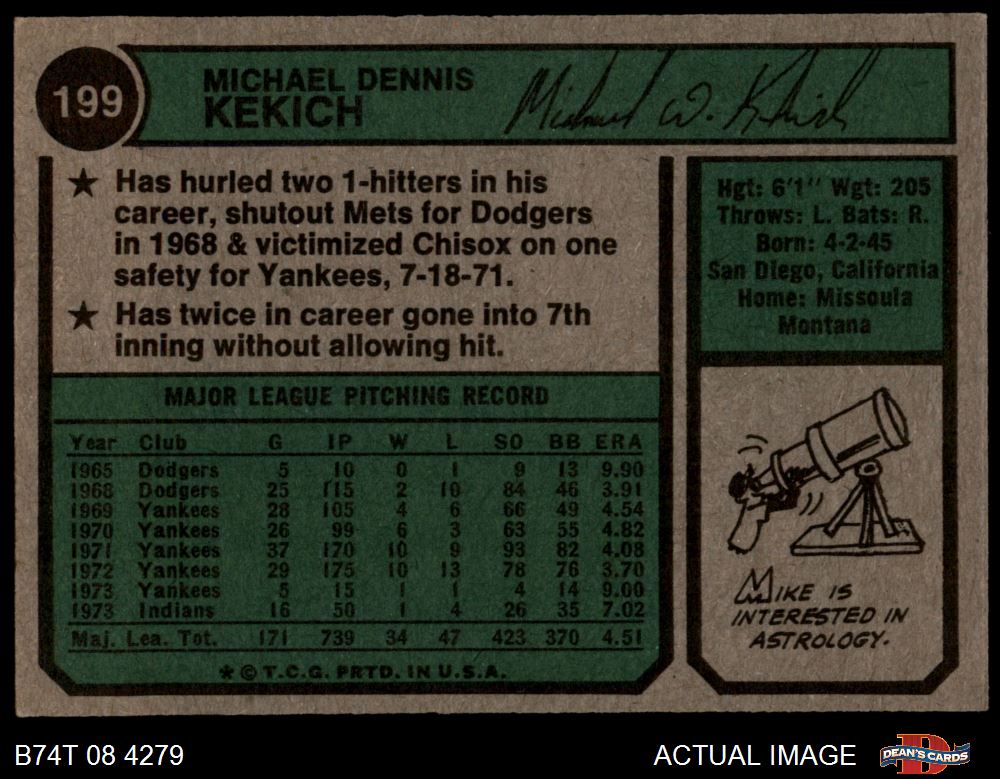 199
MICHAEL DENNIS
KEKICH
Michael D. Kekich
★ Has hurled two 1-hitters in his
career, shutout Mets for Dodgers
in 1968 & victimized Chisox on one
safety for Yankees, 7-18-71.
★ Has twice in career gone into 7th
inning without allowing hit.
MAJOR LEAGUE PITCHING RECORD
Year Club G IP W L SO BB ERA
1965 Dodgers 5 10 0 1 9 13 9.90
1968 Dodgers 25 115 2 10 84 46 3.91
1969 Yankees 28 105 4 6 66 49 4.54
1970 Yankees 26 99 6 3 63 55 4.82
1971 Yankees 37 170 10 9 93 82 4.08
1972 Yankees 29 175 10 13 78 76 3.70
1973 Yankees 5 15 1 1 4 14 9.00
1973 Indians 16 50 1 4 26 35 7.02
Maj. Lea. Tot. 171 739 34 47 423 370 4.51
* © T.C.G. PRTD. IN U.S.A.
Hgt: 6'1" Wgt: 205
Throws: L. Bats: R.
Born: 4-2-45
San Diego, California
Home: Missoula
Montana
MIKE IS
INTERESTED IN
ASTROLOGY.
B74T 08 4279
ACTUAL IMAGE
DEAN'S CARDS